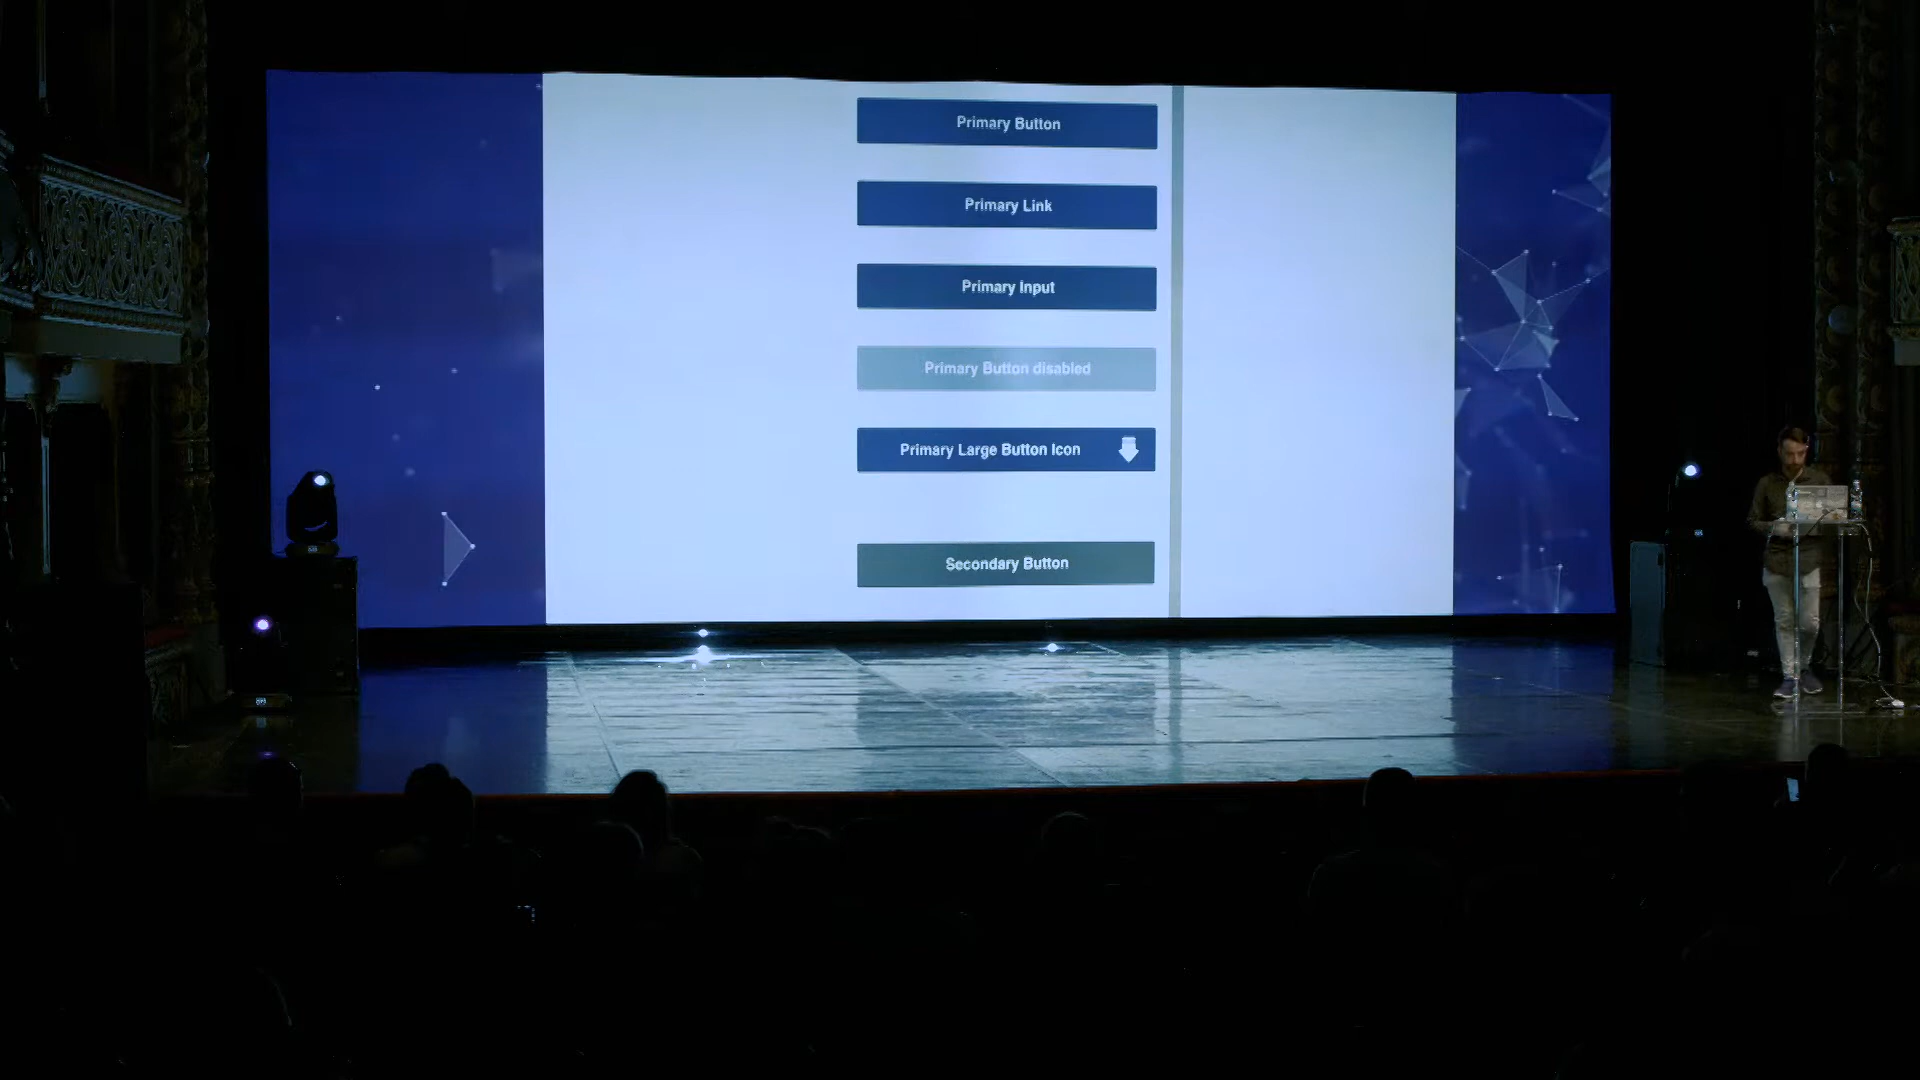 Primary Button
Primary Link
Primary Input
Primary Button disabled
Primary Large Button Icon
Secondary Button